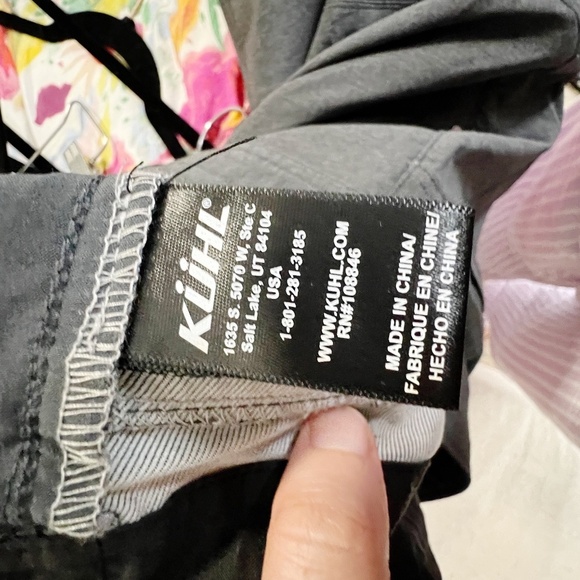 KÜHL®
1635 S. 5070 W. Ste C
Salt Lake, UT 84104
USA
1-801-281-3185
WWW.KUHL.COM
RN#108846
MADE IN CHINA/
FABRIQUE EN CHINE/
HECHO EN CHINA